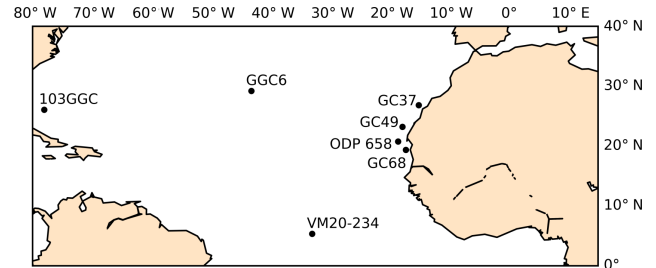 80° W 70° W 60° W 50° W 40° W 30° W 20° W 10° W 0° 10° E
40° N
GGC6
30° N
103GGC
GC37
GC49
20° N
ODP 658
GC68
10° N
VM20-234
0°